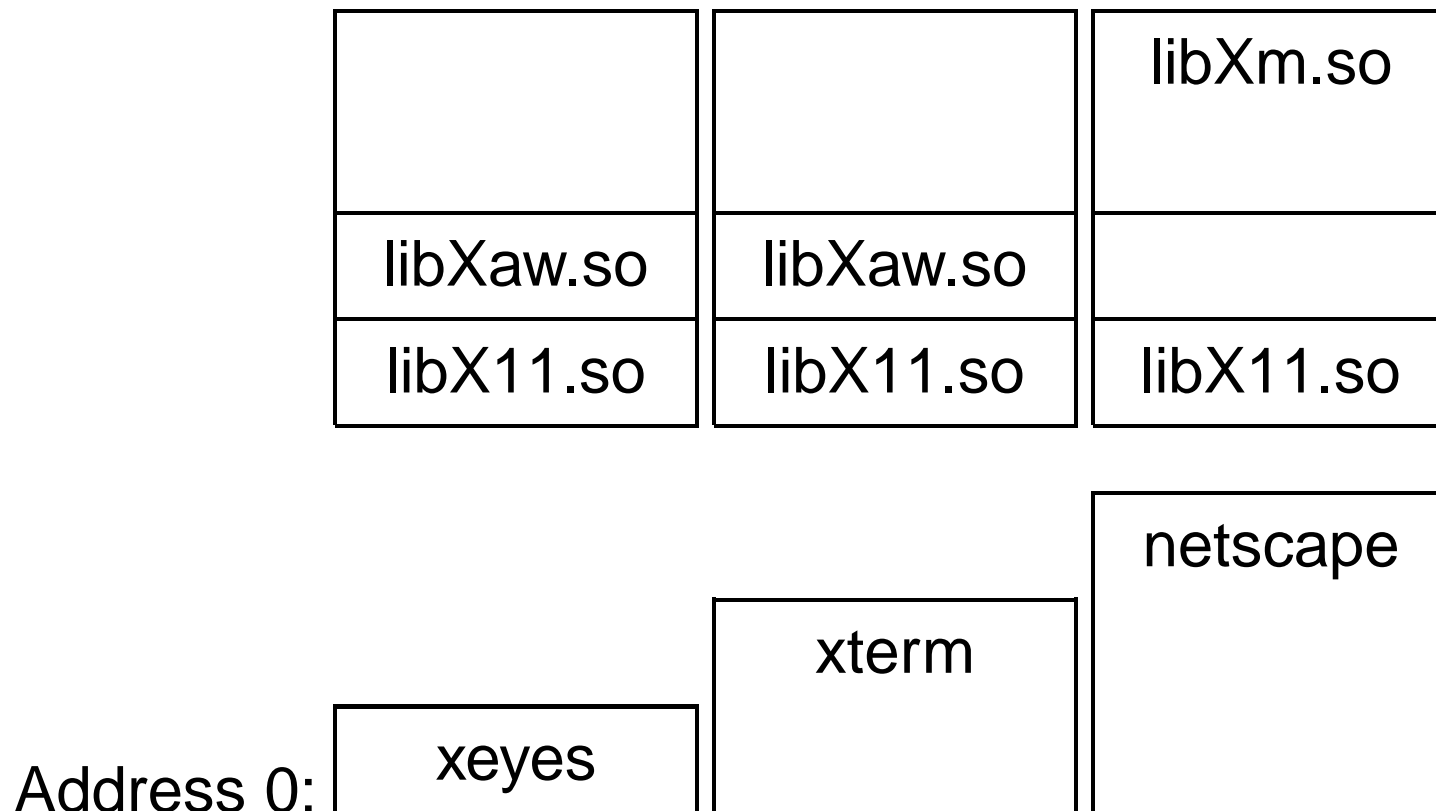 libXm.so
libXaw.so libXaw.so
libX11.so libX11.so libX11.so
netscape
xterm
xeyes
Address 0: